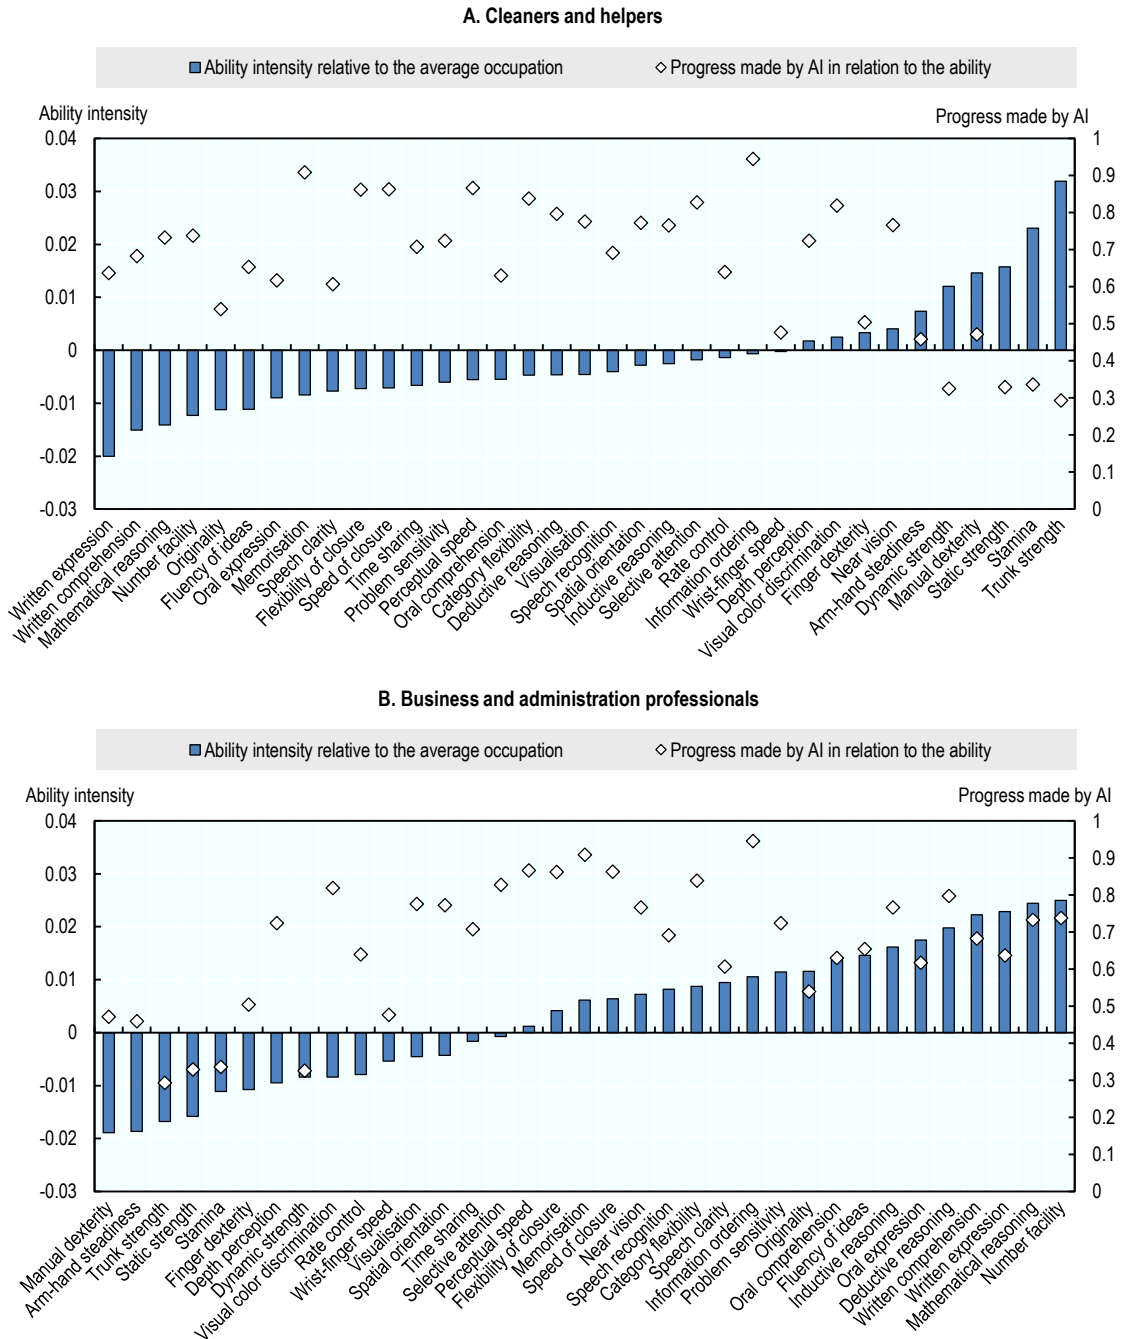 A. Cleaners and helpers
Ability intensity relative to the average occupation
Progress made by AI in relation to the ability
Ability intensity
Progress made by AI
0.04
0.03
0.02
0.01
0
-0.01
-0.02
-0.03
1
0.9
0.8
0.7
0.6
0.5
0.4
0.3
0.2
0.1
0
Written expression
Written comprehension
Mathematical reasoning
Number facility
Originality
Fluency of ideas
Oral expression
Memorisation
Speech clarity
Flexibility of closure
Speed of closure
Time sharing
Problem sensitivity
Perceptual speed
Oral comprehension
Category flexibility
Deductive reasoning
Visualisation
Speech recognition
Spatial orientation
Inductive reasoning
Selective attention
Rate control
Information ordering
Wrist-finger speed
Depth perception
Visual color discrimination
Finger dexterity
Near vision
Arm-hand steadiness
Dynamic strength
Manual dexterity
Static strength
Stamina
Trunk strength
B. Business and administration professionals
Ability intensity relative to the average occupation
Progress made by AI in relation to the ability
Ability intensity
Progress made by AI
0.04
0.03
0.02
0.01
0
-0.01
-0.02
-0.03
1
0.9
0.8
0.7
0.6
0.5
0.4
0.3
0.2
0.1
0
Manual dexterity
Arm-hand steadiness
Trunk strength
Static strength
Stamina
Finger dexterity
Depth perception
Dynamic strength
Visual color discrimination
Rate control
Wrist-finger speed
Visualisation
Spatial orientation
Time sharing
Selective attention
Perceptual speed
Flexibility of closure
Memorisation
Speed of closure
Near vision
Speech recognition
Category flexibility
Speech clarity
Information ordering
Problem sensitivity
Originality
Oral comprehension
Fluency of ideas
Inductive reasoning
Oral expression
Deductive reasoning
Written comprehension
Written expression
Mathematical reasoning
Number facility